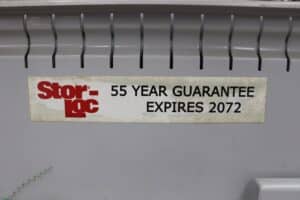 Stor-Loc
55 YEAR GUARANTEE
EXPIRES 2072